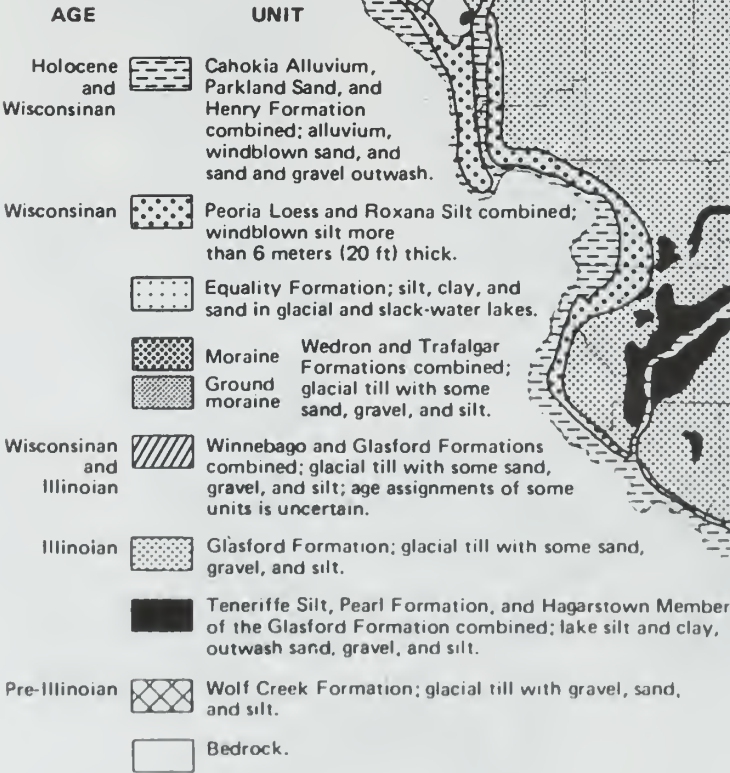 AGE UNIT
Holocene and Wisconsinan
Cahokia Alluvium,
Parkland Sand, and
Henry Formation
combined; alluvium,
windblown sand, and
sand and gravel outwash.
Wisconsinan
Peoria Loess and Roxana Silt combined;
windblown silt more
than 6 meters (20 ft) thick.
Equality Formation; silt, clay, and
sand in glacial and slack-water lakes.
Moraine
Ground
moraine
Wedron and Trafalgar
Formations combined;
glacial till with some
sand, gravel, and silt.
Wisconsinan
and
Illinoian
Winnebago and Glasford Formations
combined; glacial till with some sand,
gravel, and silt; age assignments of some
units is uncertain.
Illinoian
Glasford Formation; glacial till with some sand,
gravel, and silt.
Teneriffe Silt, Pearl Formation, and Hagarstown Member
of the Glasford Formation combined; lake silt and clay,
outwash sand, gravel, and silt.
Pre-Illinoian
Wolf Creek Formation; glacial till with gravel, sand,
and silt.
Bedrock.